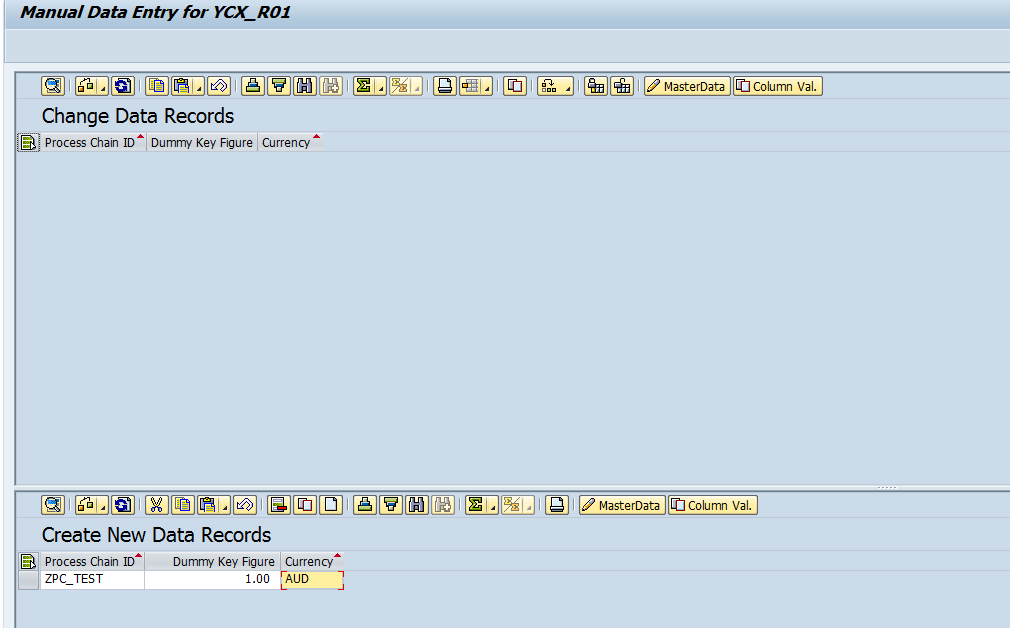 Manual Data Entry for YCX_R01
MasterData Column Val.
Change Data Records
Process Chain ID Dummy Key Figure Currency
MasterData Column Val.
Create New Data Records
Process Chain ID Dummy Key Figure Currency
ZPC_TEST 1.00 AUD